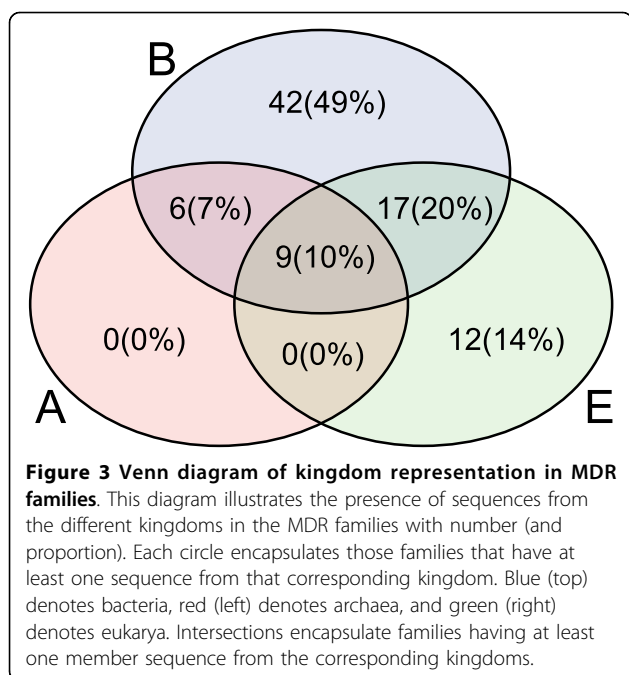 B
42(49%)
6(7%)
17(20%)
9(10%)
0(0%)
0(0%)
12(14%)
A
E
Figure 3 Venn diagram of kingdom representation in MDR
families. This diagram illustrates the presence of sequences from
the different kingdoms in the MDR families with number (and
proportion). Each circle encapsulates those families that have at
least one sequence from that corresponding kingdom. Blue (top)
denotes bacteria, red (left) denotes archaea, and green (right)
denotes eukarya. Intersections encapsulate families having at least
one member sequence from the corresponding kingdoms.